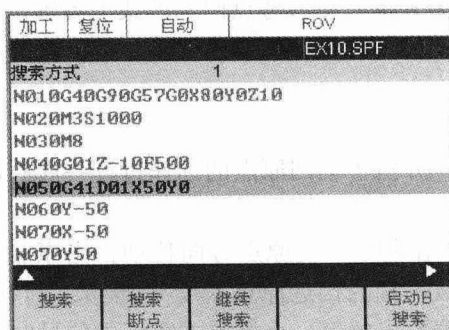 加工 复位 自动 ROV
EX10.SPF
搜索方式 1
N010G40G90G57G0X80Y0Z10
N020M3S1000
N030M8
N040G01Z-10F500
N050G41D01X50Y0
N060Y-50
N070X-50
N070Y50
搜索 搜索 继续 启动B
断点 搜索 搜索